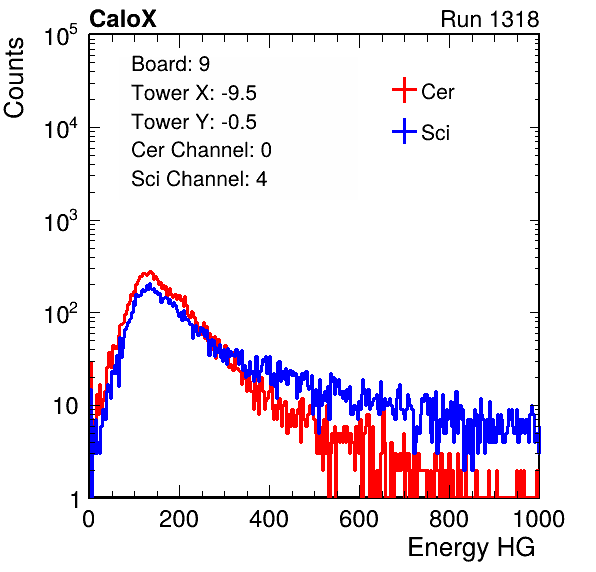 CaloX Run 1318
Counts
10^5
10^4
10^3
10^2
10
1
Board: 9
Tower X: -9.5
Tower Y: -0.5
Cer Channel: 0
Sci Channel: 4
Cer
Sci
0 200 400 600 800 1000
Energy HG